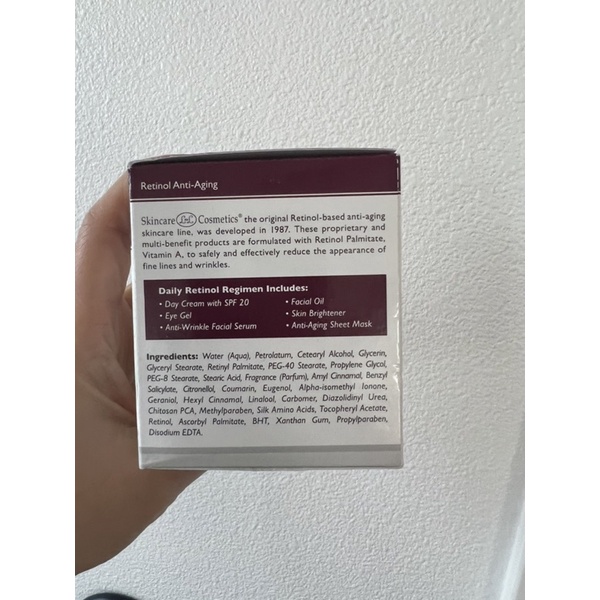 Retinol Anti-Aging
Skincare LdeL Cosmetics® the original Retinol-based anti-aging
skincare line, was developed in 1987. These proprietary and
multi-benefit products are formulated with Retinol Palmitate,
Vitamin A, to safely and effectively reduce the appearance of
fine lines and wrinkles.
Daily Retinol Regimen Includes:
• Day Cream with SPF 20
• Eye Gel
• Anti-Wrinkle Facial Serum
• Facial Oil
• Skin Brightener
• Anti-Aging Sheet Mask
Ingredients: Water (Aqua), Petrolatum, Cetearyl Alcohol, Glycerin,
Glyceryl Stearate, Retinyl Palmitate, PEG-40 Stearate, Propylene Glycol,
PEG-8 Stearate, Stearic Acid, Fragrance (Parfum), Amyl Cinnamal, Benzyl
Salicylate, Citronellol, Coumarin, Eugenol, Alpha-isomethyl Ionone,
Geranial, Hexyl Cinnamal, Linalool, Carbomer, Diazolidinyl Urea,
Chitosan PCA, Methylparaben, Silk Amino Acids, Tocopheryl Acetate,
Retinol, Ascorbyl Palmitate, BHT, Xanthan Gum, Propylparaben,
Disodium EDTA.